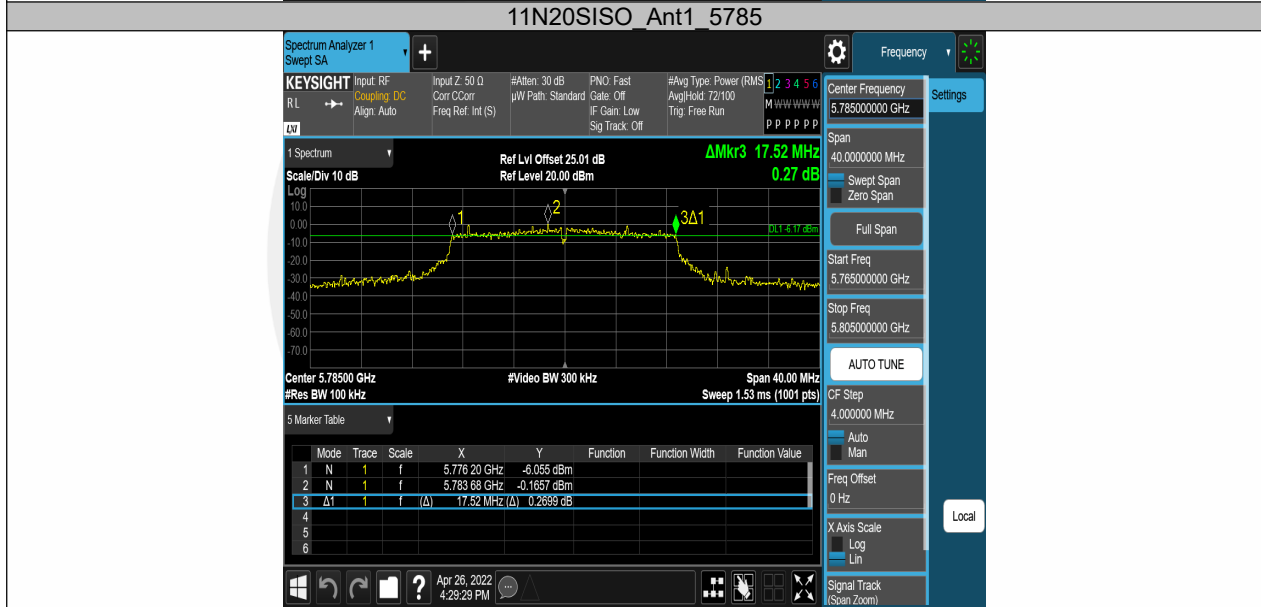 11N20SISO_Ant1_5785
Spectrum Analyzer 1
Swept SA
+
Frequency
KEYSIGHT Input: RF Input Z: 50 Ω #Atten: 30 dB PNO: Fast #Avg Type: Power (RMS 1 2 3 4 5 6
RL Coupling: DC Corr CCorr µW Path: Standard Gate: Off Avg|Hold: 72/100 M W W W W W
Align: Auto Freq Ref: Int (S) IF Gain: Low Trig: Free Run
LXI Sig Track: Off P P P P P P
1 Spectrum
Ref Lvl Offset 25.01 dB
ΔMkr3 17.52 MHz
Scale/Div 10 dB Ref Level 20.00 dBm 0.27 dB
Log
10.0
0.00
-10.0
-20.0
-30.0
-40.0
-50.0
-60.0
-70.0
1
2
3Δ1
DL1 -6.17 dBm
Center 5.78500 GHz #Video BW 300 kHz Span 40.00 MHz
#Res BW 100 kHz Sweep 1.53 ms (1001 pts)
5 Marker Table
Mode Trace Scale X Y Function Function Width Function Value
1 N 1 f 5.776 20 GHz -6.055 dBm
2 N 1 f 5.783 68 GHz -0.1657 dBm
3 Δ1 1 f (Δ) 17.52 MHz (Δ) 0.2699 dB
4
5
6
Center Frequency
5.785000000 GHz
Settings
Span
40.0000000 MHz
Swept Span
Zero Span
Full Span
Start Freq
5.765000000 GHz
Stop Freq
5.805000000 GHz
AUTO TUNE
CF Step
4.000000 MHz
Auto
Man
Freq Offset
0 Hz
X Axis Scale
Log
Lin
Local
Signal Track
(Span Zoom)
? Apr 26, 2022
4:29:29 PM